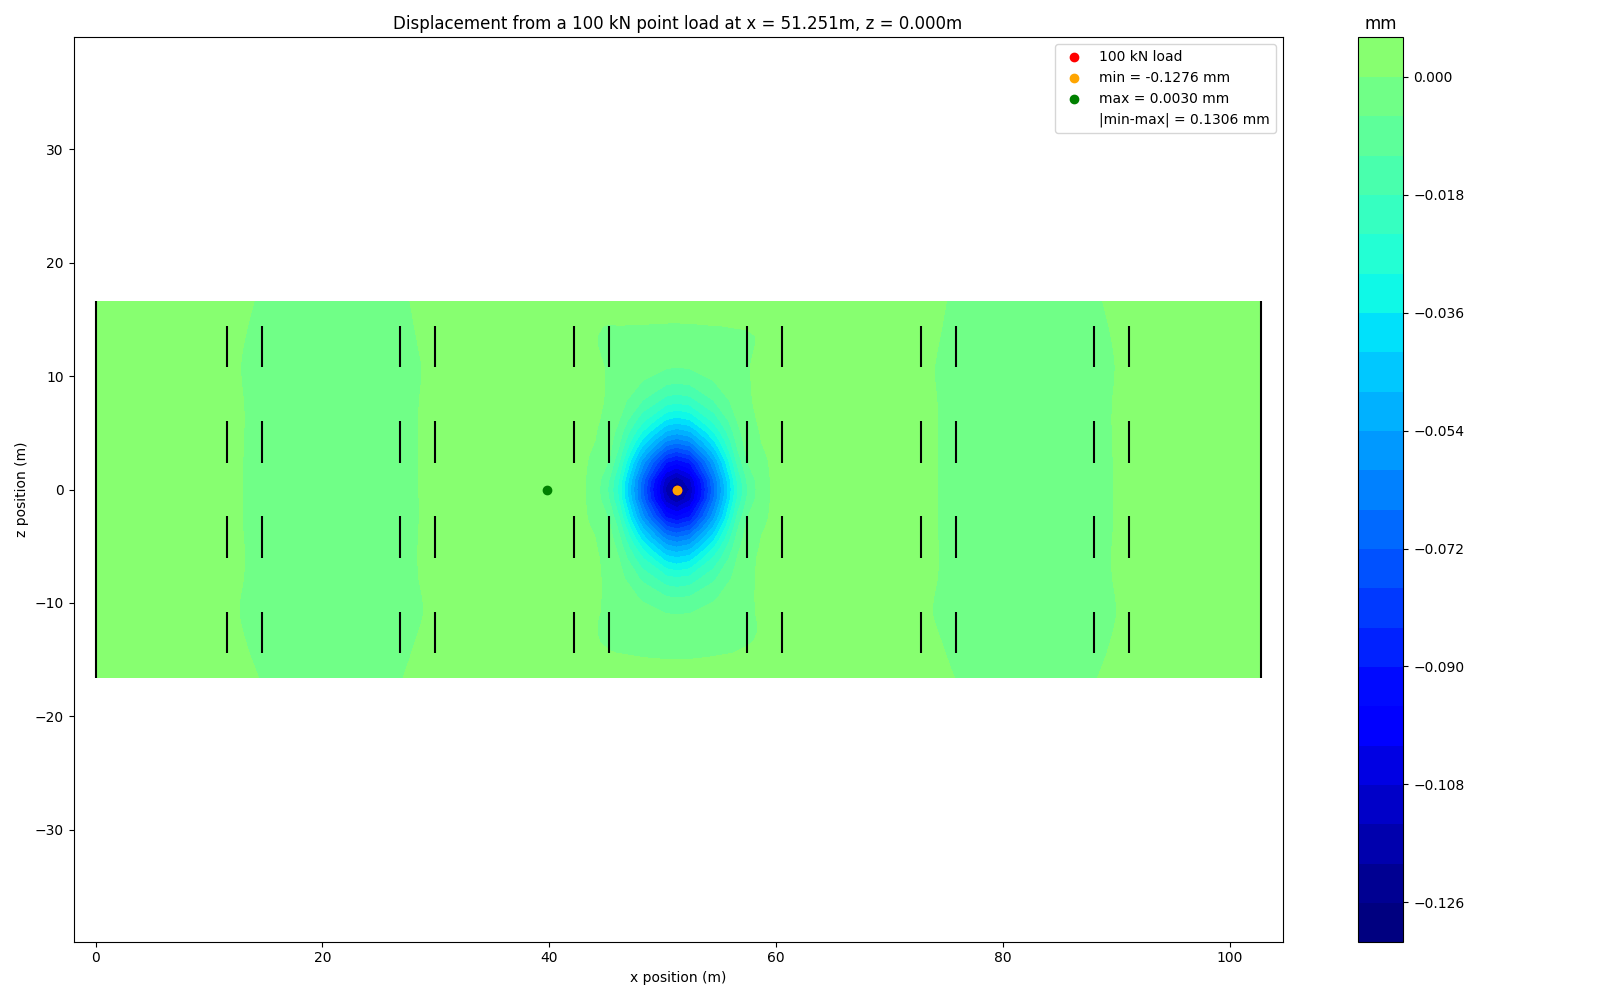 Displacement from a 100 kN point load at x = 51.251m, z = 0.000m
mm
100 kN load
min = -0.1276 mm
max = 0.0030 mm
|min-max| = 0.1306 mm
30
20
10
0
−10
−20
−30
z position (m)
0
20
40
60
80
100
x position (m)
0.000
−0.018
−0.036
−0.054
−0.072
−0.090
−0.108
−0.126